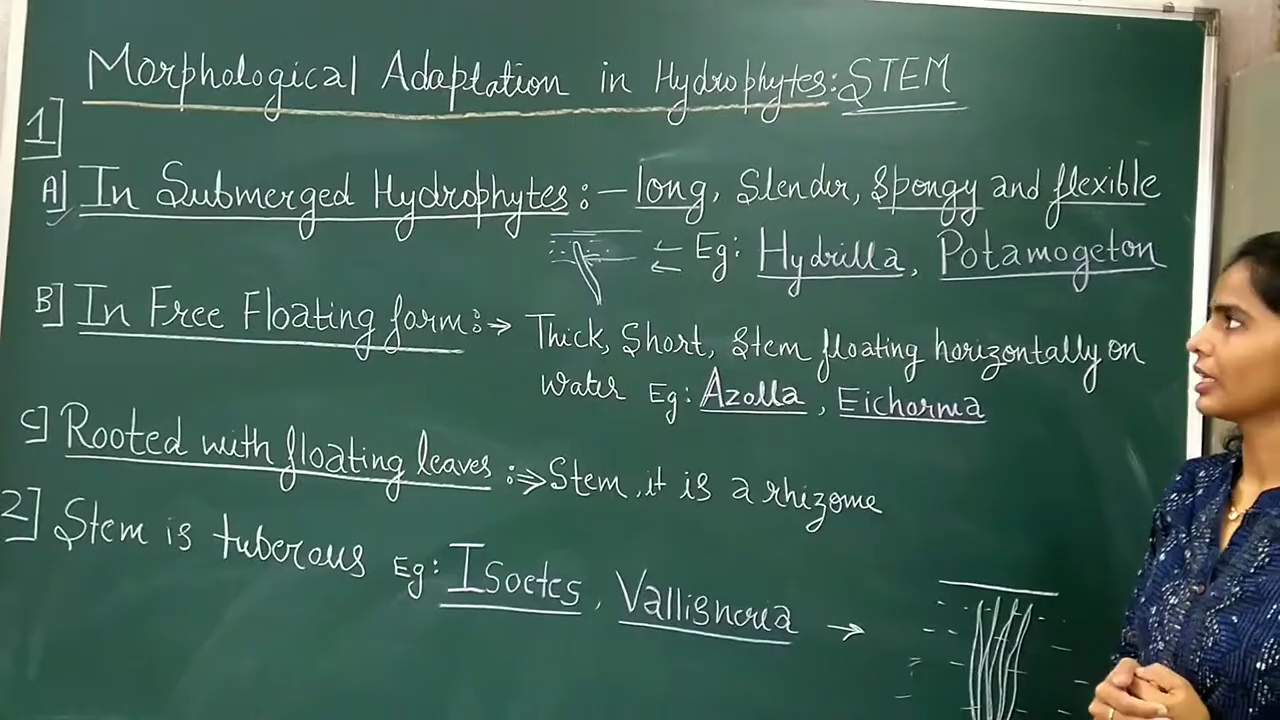 Morphological Adaptation in Hydrophytes: STEM
1]
A] In Submerged Hydrophytes :- long, Slender, Spongy and flexible
← ← Eg: Hydrilla, Potamogeton
B] In Free Floating form :→ Thick, Short, Stem floating horizontally on
water Eg: Azolla, Eichornia
C] Rooted with floating leaves :⇒ Stem, it is a rhizome
2] Stem is tuberous Eg: Isoetes, Vallisneria →